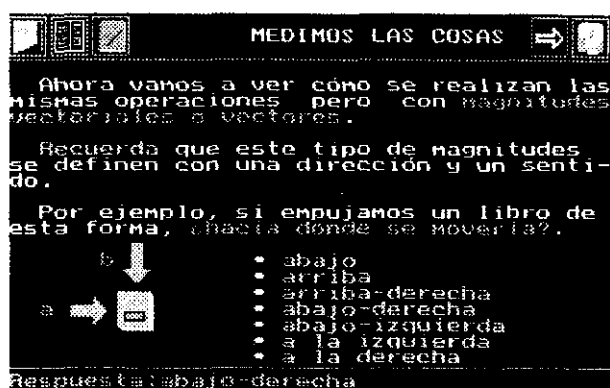 MEDIMOS LAS COSAS
Ahora vamos a ver cómo se realizan las
mismas operaciones pero con magnitudes
vectoriales o vectores.
Recuerda que este tipo de magnitudes
se definen con una dirección y un senti-
do.
Por ejemplo, si empujamos un libro de
esta forma, ¿hacia donde se movería?.
b
a
• abajo
• arriba
• arriba-derecha
• abajo-derecha
• abajo-izquierda
• a la izquierda
• a la derecha
Respuesta:abajo-derecha